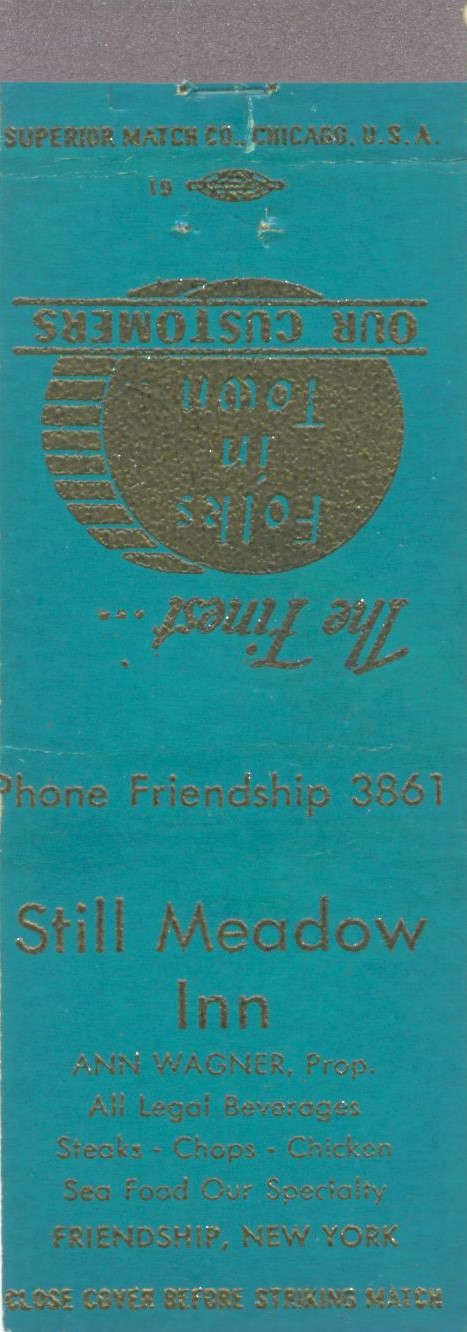 SUPERIOR MATCH CO., CHICAGO, U.S.A.
19
The Finest...
Folks
in
Town
OUR CUSTOMERS
Phone Friendship 3861
Still Meadow
Inn
ANN WAGNER, Prop.
All Legal Beverages
Steaks - Chops - Chicken
Sea Food Our Specialty
FRIENDSHIP, NEW YORK
CLOSE COVER BEFORE STRIKING MATCH